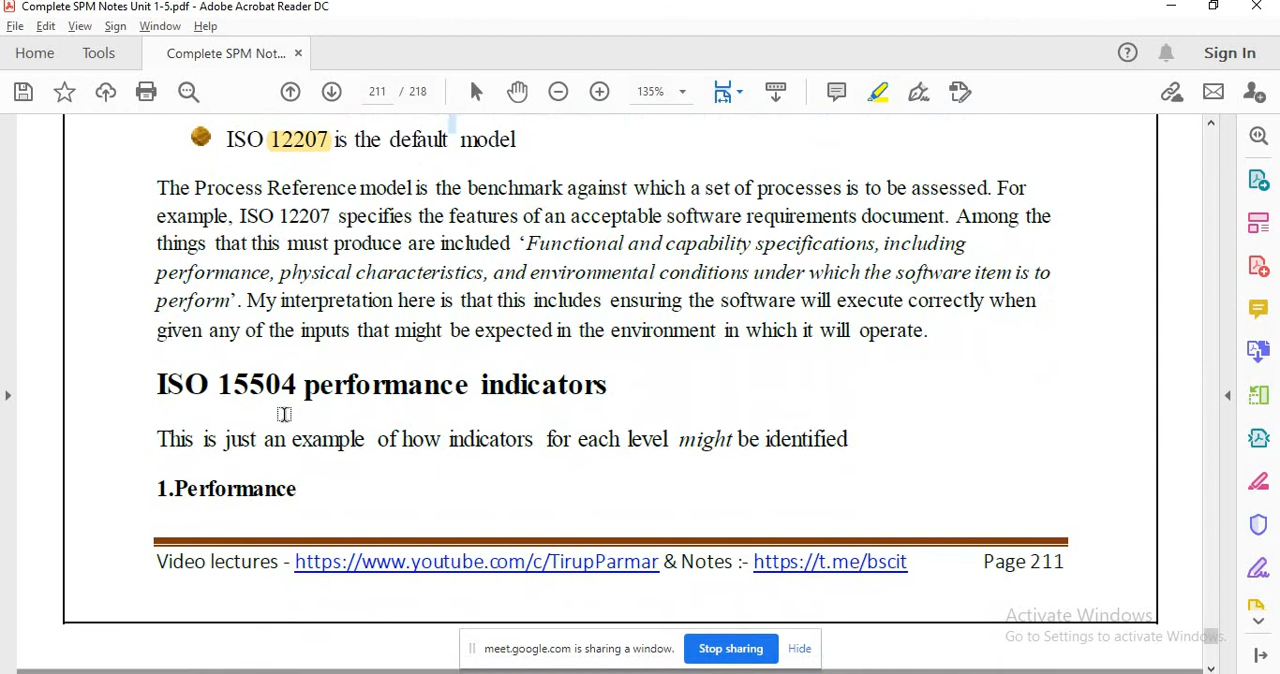 Complete SPM Notes Unit 1-5.pdf - Adobe Acrobat Reader DC
File Edit View Sign Window Help
Home Tools Complete SPM Not... × Sign In
211 / 218 135%
ISO 12207 is the default model
The Process Reference model is the benchmark against which a set of processes is to be assessed. For
example, ISO 12207 specifies the features of an acceptable software requirements document. Among the
things that this must produce are included ‘Functional and capability specifications, including
performance, physical characteristics, and environmental conditions under which the software item is to
perform’. My interpretation here is that this includes ensuring the software will execute correctly when
given any of the inputs that might be expected in the environment in which it will operate.
ISO 15504 performance indicators
This is just an example of how indicators for each level might be identified
1.Performance
Video lectures - https://www.youtube.com/c/TirupParmar & Notes :- https://t.me/bscit Page 211
Activate Windows
Go to Settings to activate Windows.
meet.google.com is sharing a window. Stop sharing Hide